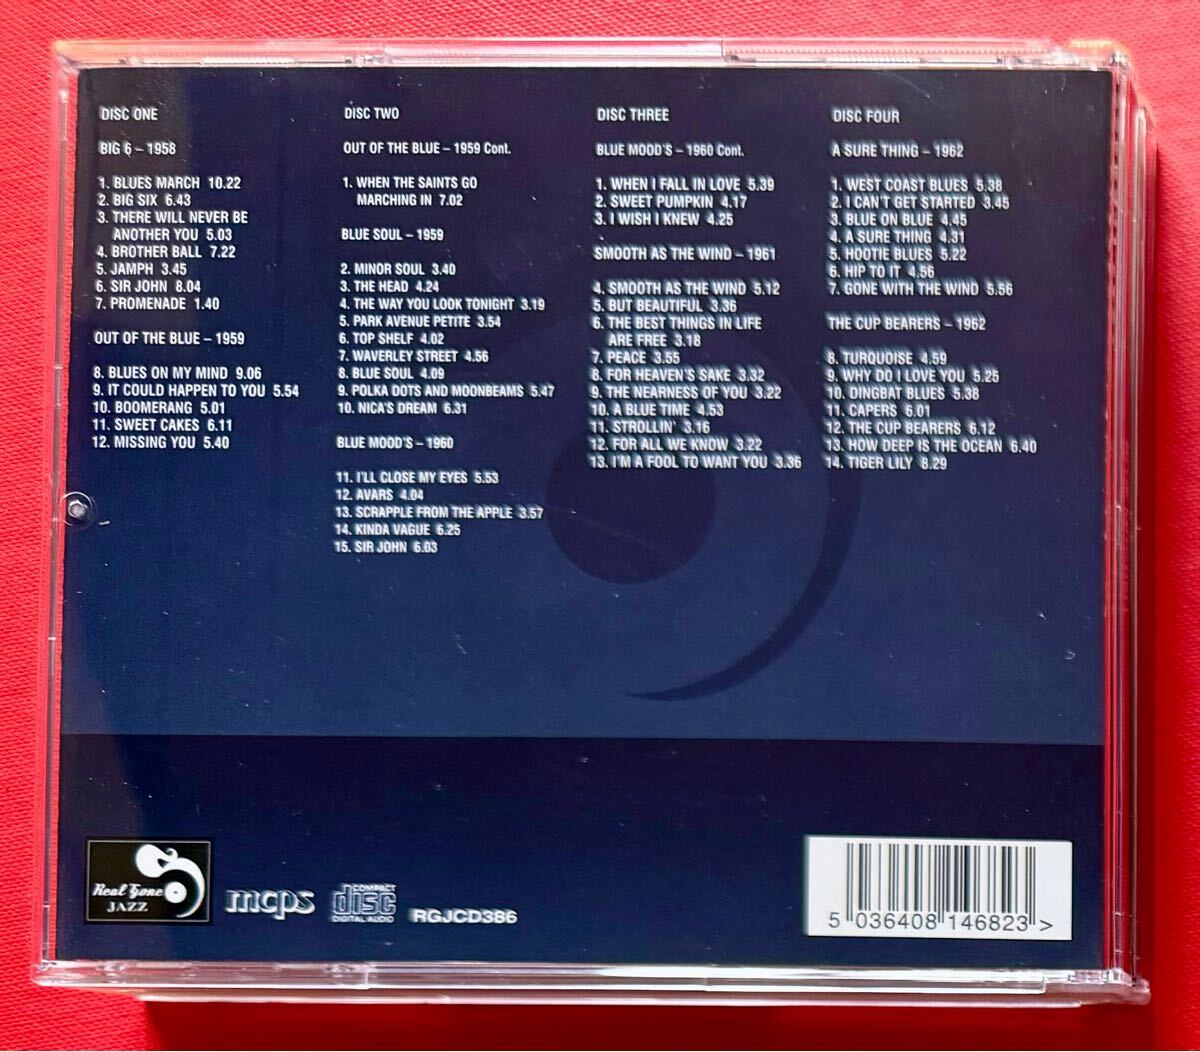 DISC ONE
BIG 6 – 1958
1. BLUES MARCH 10.22
2. BIG SIX 6.43
3. THERE WILL NEVER BE
ANOTHER YOU 5.03
4. BROTHER BALL 7.22
5. JAMPH 3.45
6. SIR JOHN 8.04
7. PROMENADE 1.40
OUT OF THE BLUE – 1959
8. BLUES ON MY MIND 9.06
9. IT COULD HAPPEN TO YOU 5.54
10. BOOMERANG 5.01
11. SWEET CAKES 6.11
12. MISSING YOU 5.40
DISC TWO
OUT OF THE BLUE – 1959 Cont.
1. WHEN THE SAINTS GO
MARCHING IN 7.02
BLUE SOUL – 1959
2. MINOR SOUL 3.40
3. THE HEAD 4.24
4. THE WAY YOU LOOK TONIGHT 3.19
5. PARK AVENUE PETITE 3.54
6. TOP SHELF 4.02
7. WAVERLEY STREET 4.56
8. BLUE SOUL 4.09
9. POLKA DOTS AND MOONBEAMS 5.47
10. NICA'S DREAM 6.31
BLUE MOOD'S – 1960
11. I'LL CLOSE MY EYES 5.53
12. AVARS 4.04
13. SCRAPPLE FROM THE APPLE 3.57
14. KINDA VAGUE 6.25
15. SIR JOHN 6.03
DISC THREE
BLUE MOOD'S – 1960 Cont.
1. WHEN I FALL IN LOVE 5.39
2. SWEET PUMPKIN 4.17
3. I WISH I KNEW 4.25
SMOOTH AS THE WIND – 1961
4. SMOOTH AS THE WIND 5.12
5. BUT BEAUTIFUL 3.36
6. THE BEST THINGS IN LIFE
ARE FREE 3.18
7. PEACE 3.55
8. FOR HEAVEN'S SAKE 3.32
9. THE NEARNESS OF YOU 3.22
10. A BLUE TIME 4.53
11. STROLLIN' 3.16
12. FOR ALL WE KNOW 3.22
13. I'M A FOOL TO WANT YOU 3.36
DISC FOUR
A SURE THING – 1962
1. WEST COAST BLUES 5.38
2. I CAN'T GET STARTED 3.45
3. BLUE ON BLUE 4.45
4. A SURE THING 4.31
5. HOOTIE BLUES 5.22
6. HIP TO IT 4.56
7. GONE WITH THE WIND 5.56
THE CUP BEARERS – 1962
8. TURQUOISE 4.59
9. WHY DO I LOVE YOU 5.25
10. DINGBAT BLUES 5.38
11. CAPERS 6.01
12. THE CUP BEARERS 6.12
13. HOW DEEP IS THE OCEAN 6.40
14. TIGER LILY 8.29
Real Gone
JAZZ
mcps
COMPACT
disc
DIGITAL AUDIO
RGJCD386
5 036408 146823 >